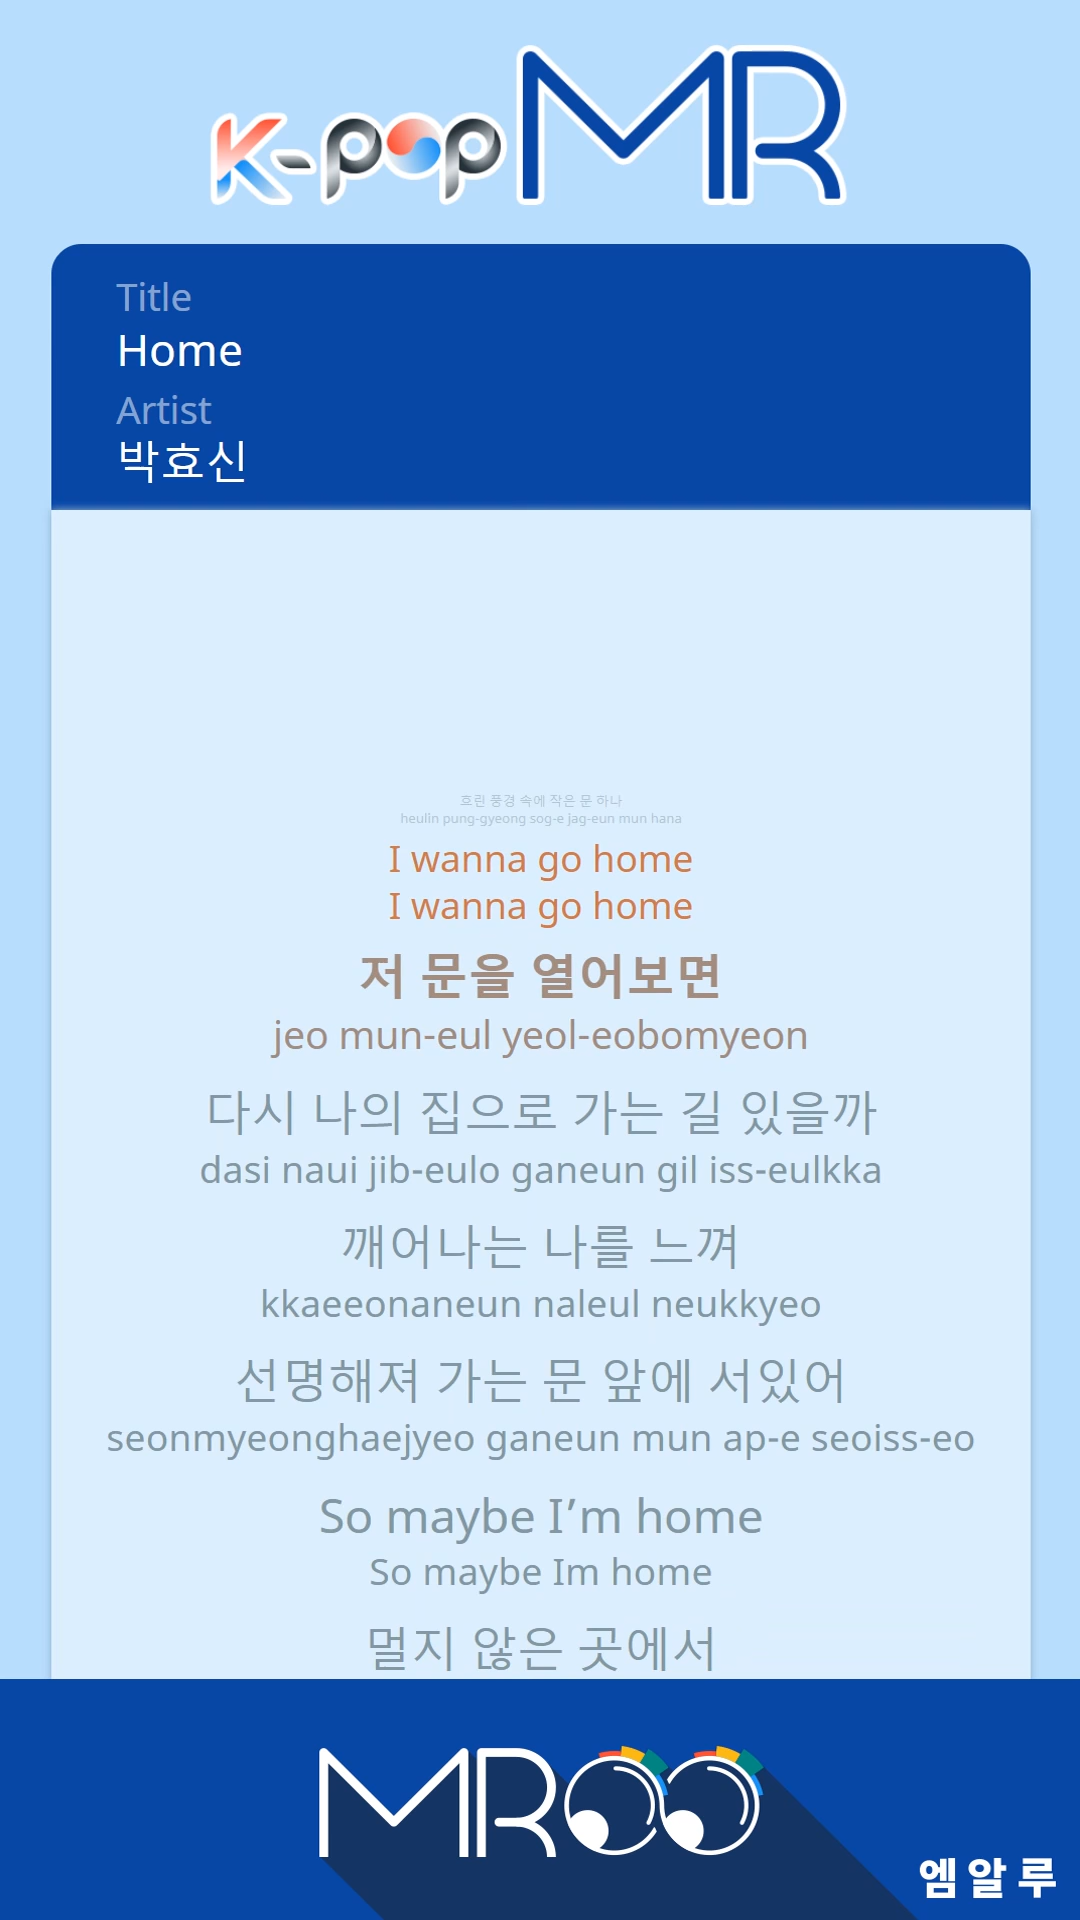 K-pop MR
Title
Home
Artist
박효신
흐린 풍경 속에 작은 문 하나
heulin pung-gyeong sog-e jag-eun mun hana
I wanna go home
I wanna go home
저 문을 열어보면
jeo mun-eul yeol-eobomyeon
다시 나의 집으로 가는 길 있을까
dasi naui jib-eulo ganeun gil iss-eulkka
깨어나는 나를 느껴
kkaeeonaneun naleul neukkyeo
선명해져 가는 문 앞에 서있어
seonmyeonghaejyeo ganeun mun ap-e seoiss-eo
So maybe I’m home
So maybe Im home
멀지 않은 곳에서
MROO
엠알루